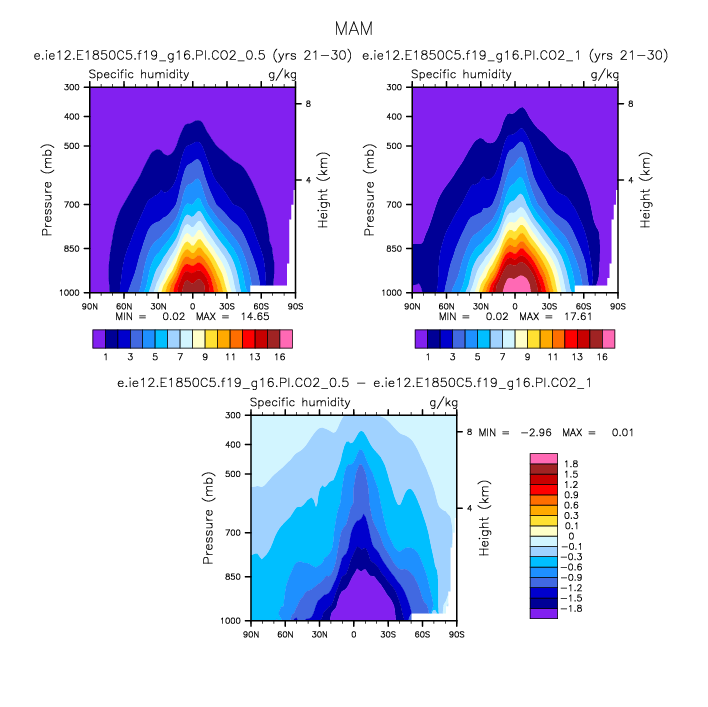 MAM
e.ie12.E1850C5.f19_g16.PI.CO2_0.5 (yrs 21-30) e.ie12.E1850C5.f19_g16.PI.CO2_1 (yrs 21-30)
Specific humidity g/kg Specific humidity g/kg
300 8 300 8
400 400
500 500
4 4
700 700
850 850
1000 1000
Pressure (mb) Height (km) Pressure (mb) Height (km)
90N 60N 30N 0 30S 60S 90S 90N 60N 30N 0 30S 60S 90S
MIN = 0.02 MAX = 14.65 MIN = 0.02 MAX = 17.61
1 3 5 7 9 11 13 16 1 3 5 7 9 11 13 16
e.ie12.E1850C5.f19_g16.PI.CO2_0.5 - e.ie12.E1850C5.f19_g16.PI.CO2_1
Specific humidity g/kg
300
8 MIN = -2.96 MAX = 0.01
400
500
4
700
850
1000
Pressure (mb) Height (km)
90N 60N 30N 0 30S 60S 90S
1.8
1.5
1.2
0.9
0.6
0.3
0.1
0
-0.1
-0.3
-0.6
-0.9
-1.2
-1.5
-1.8